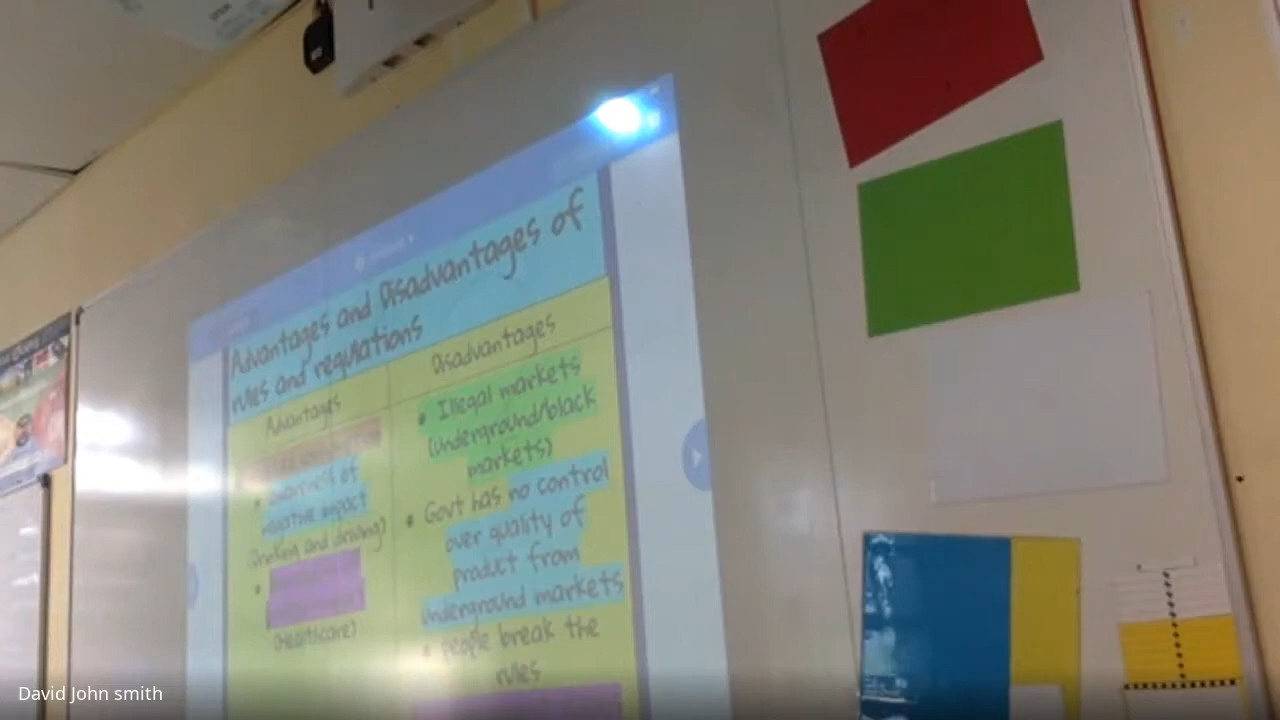 Advantages and Disadvantages of
rules and regulations
Advantages
• awareness of
negative impact
(drinking and driving)
•
(Healthcare)
Disadvantages
• Illegal markets
(Underground/black
markets)
• Govt has no control
over quality of
product from
underground markets
• people break the
rules
David John smith